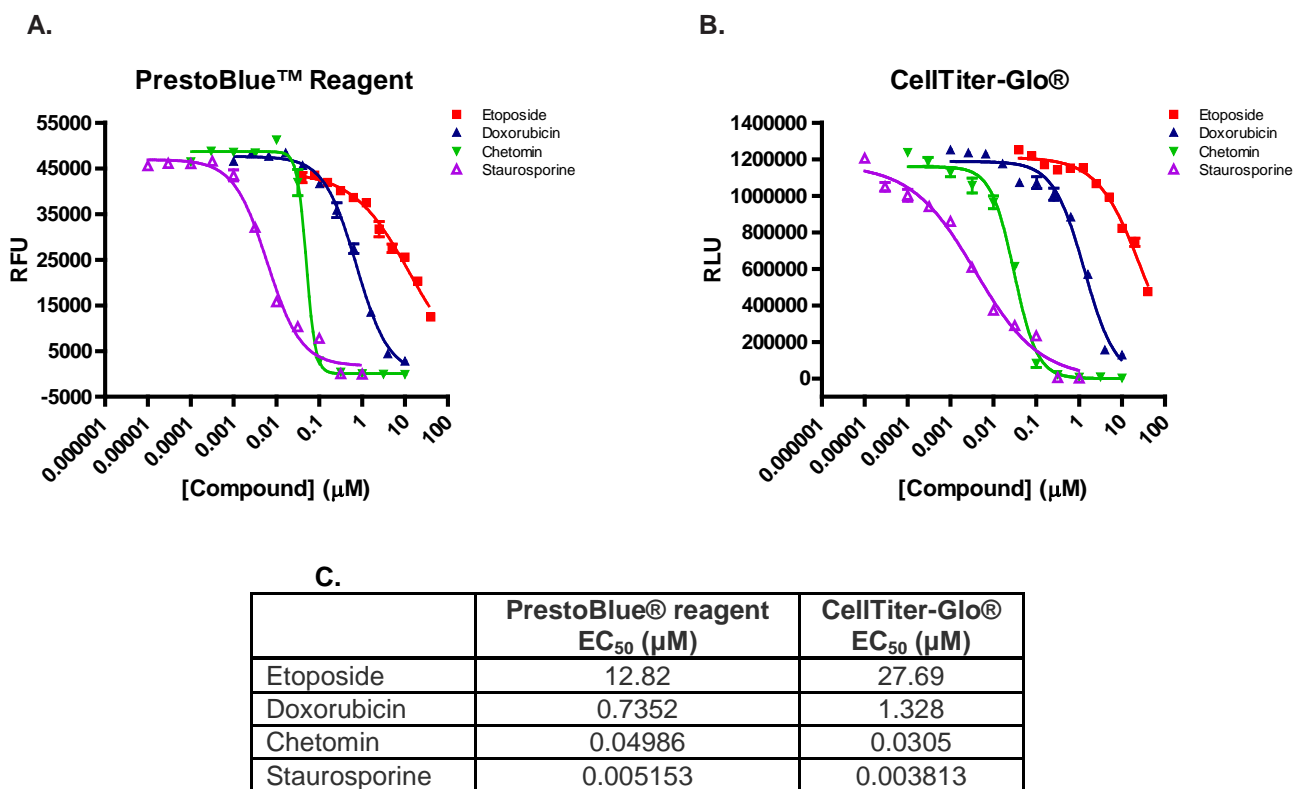 A.
PrestoBlue™ Reagent
Etoposide
Doxorubicin
Chetomin
Staurosporine
55000
45000
35000
25000
15000
5000
-5000
RFU
0.000001
0.00001
0.0001
0.001
0.01
0.1
1
10
100
[Compound] (μM)
B.
CellTiter-Glo®
Etoposide
Doxorubicin
Chetomin
Staurosporine
1400000
1200000
1000000
800000
600000
400000
200000
0
RLU
0.000001
0.00001
0.0001
0.001
0.01
0.1
1
10
100
[Compound] (μM)
C.
PrestoBlue® reagent CellTiter-Glo®
EC50 (μM) EC50 (μM)
Etoposide 12.82 27.69
Doxorubicin 0.7352 1.328
Chetomin 0.04986 0.0305
Staurosporine 0.005153 0.003813